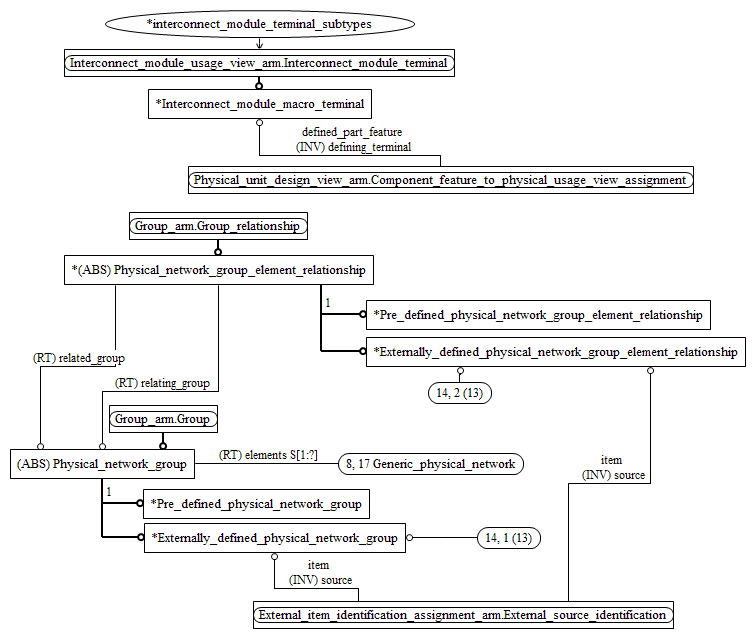 *interconnect_module_terminal_subtypes
Interconnect_module_usage_view_arm.Interconnect_module_terminal
*Interconnect_module_macro_terminal
defined_part_feature
(INV) defining_terminal
Physical_unit_design_view_arm.Component_feature_to_physical_usage_view_assignment
Group_arm.Group_relationship
*(ABS) Physical_network_group_element_relationship
1
*Pre_defined_physical_network_group_element_relationship
*Externally_defined_physical_network_group_element_relationship
(RT) related_group
(RT) relating_group
14, 2 (13)
Group_arm.Group
(ABS) Physical_network_group
(RT) elements S[1:?]
8, 17 Generic_physical_network
item
(INV) source
1
*Pre_defined_physical_network_group
*Externally_defined_physical_network_group
14, 1 (13)
item
(INV) source
External_item_identification_assignment_arm.External_source_identification